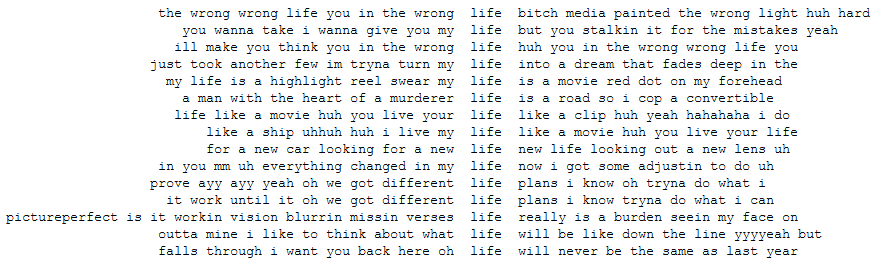 the wrong wrong life you in the wrong life bitch media painted the wrong light huh hard
you wanna take i wanna give you my life but you stalkin it for the mistakes yeah
ill make you think you in the wrong life huh you in the wrong wrong life you
just took another few im tryna turn my life into a dream that fades deep in the
my life is a highlight reel swear my life is a movie red dot on my forehead
a man with the heart of a murderer life is a road so i cop a convertible
life like a movie huh you live your life like a clip huh yeah hahahaha i do
like a ship uhhuh huh i live my life like a movie huh you live your life
for a new car looking for a new life new life looking out a new lens uh
in you mm uh everything changed in my life now i got some adjustin to do uh
prove ayy ayy yeah oh we got different life plans i know oh tryna do what i
it work until it oh we got different life plans i know tryna do what i can
pictureperfect is it workin vision blurrin missin verses life really is a burden seein my face on
outta mine i like to think about what life will be like down the line yyyyeah but
falls through i want you back here oh life will never be the same as last year